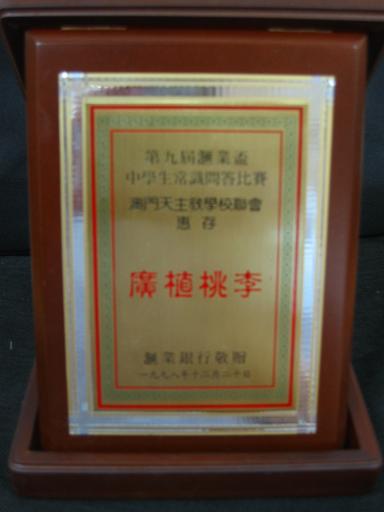 第九屆滙業盃
中學生常識問答比賽
澳門天主教學校聯會
惠存
廣植桃李
滙業銀行敬贈
一九九八年十二月二十日